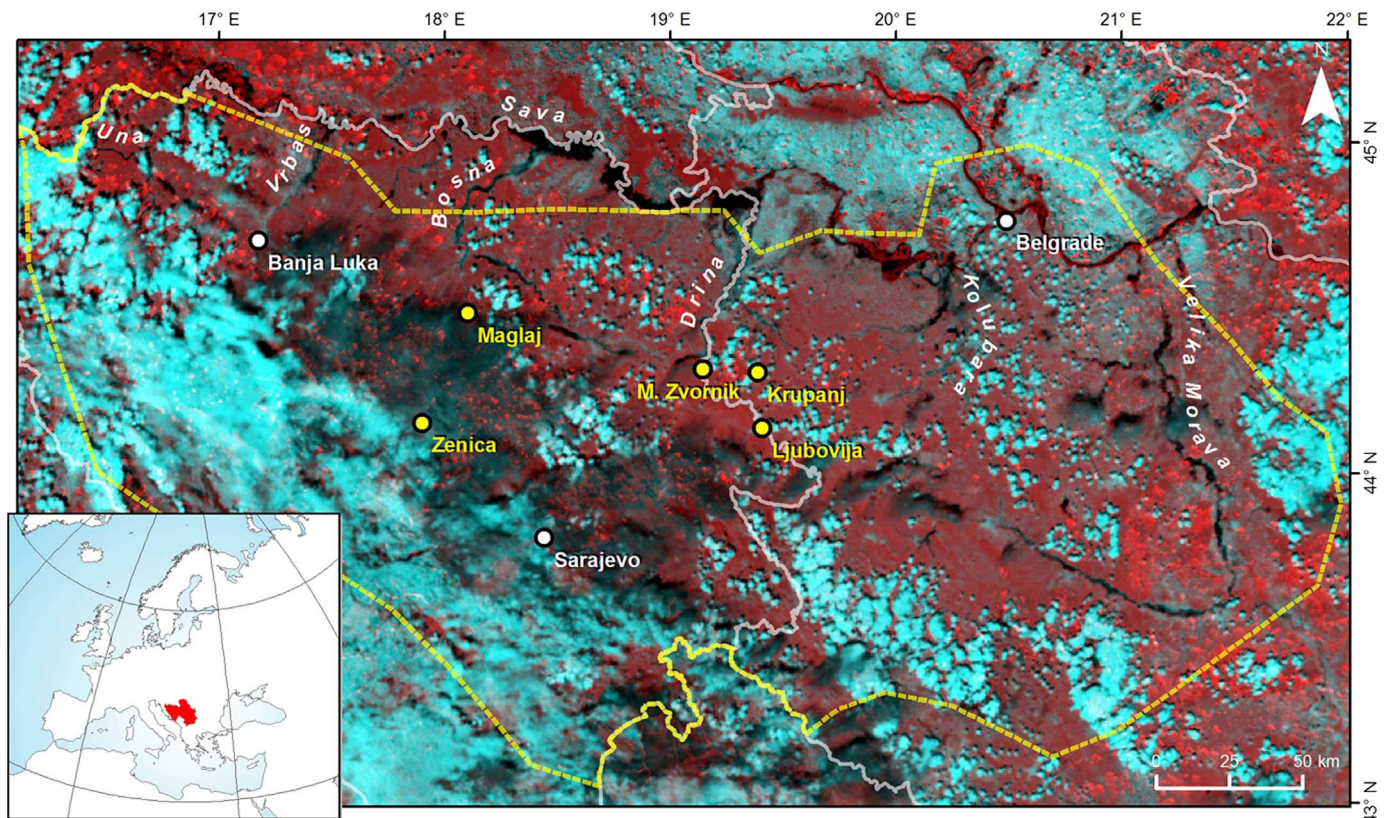 17° E
18° E
19° E
20° E
21° E
22° E
N
Sava
Una
Vrbas
Bosna
45° N
Banja Luka
Belgrade
Drina
Kolubara
Velika Morava
Maglaj
M. Zvornik
Krupanj
Zenica
Ljubovija
44° N
Sarajevo
0 25 50 km
43° N